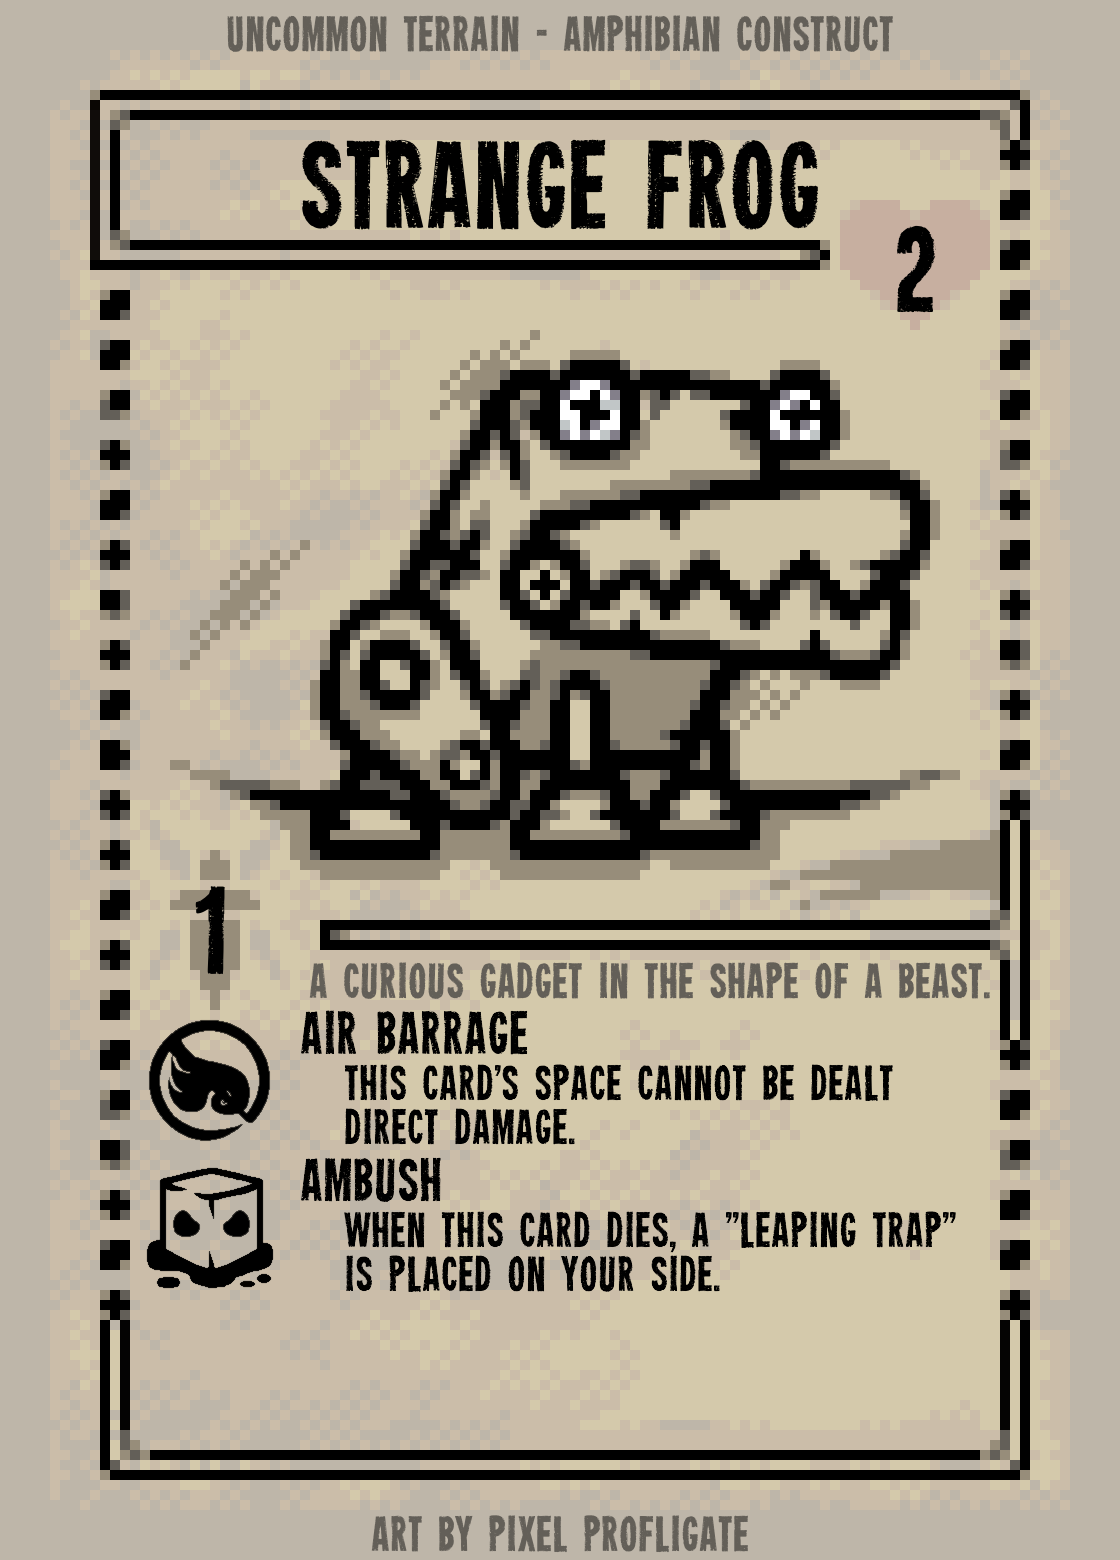 UNCOMMON TERRAIN - AMPHIBIAN CONSTRUCT
STRANGE FROG
2
1
A CURIOUS GADGET IN THE SHAPE OF A BEAST.
AIR BARRAGE
THIS CARD'S SPACE CANNOT BE DEALT
DIRECT DAMAGE.
AMBUSH
WHEN THIS CARD DIES, A "LEAPING TRAP"
IS PLACED ON YOUR SIDE.
ART BY PIXEL PROFLIGATE